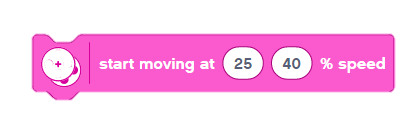 start moving at 25 40 % speed